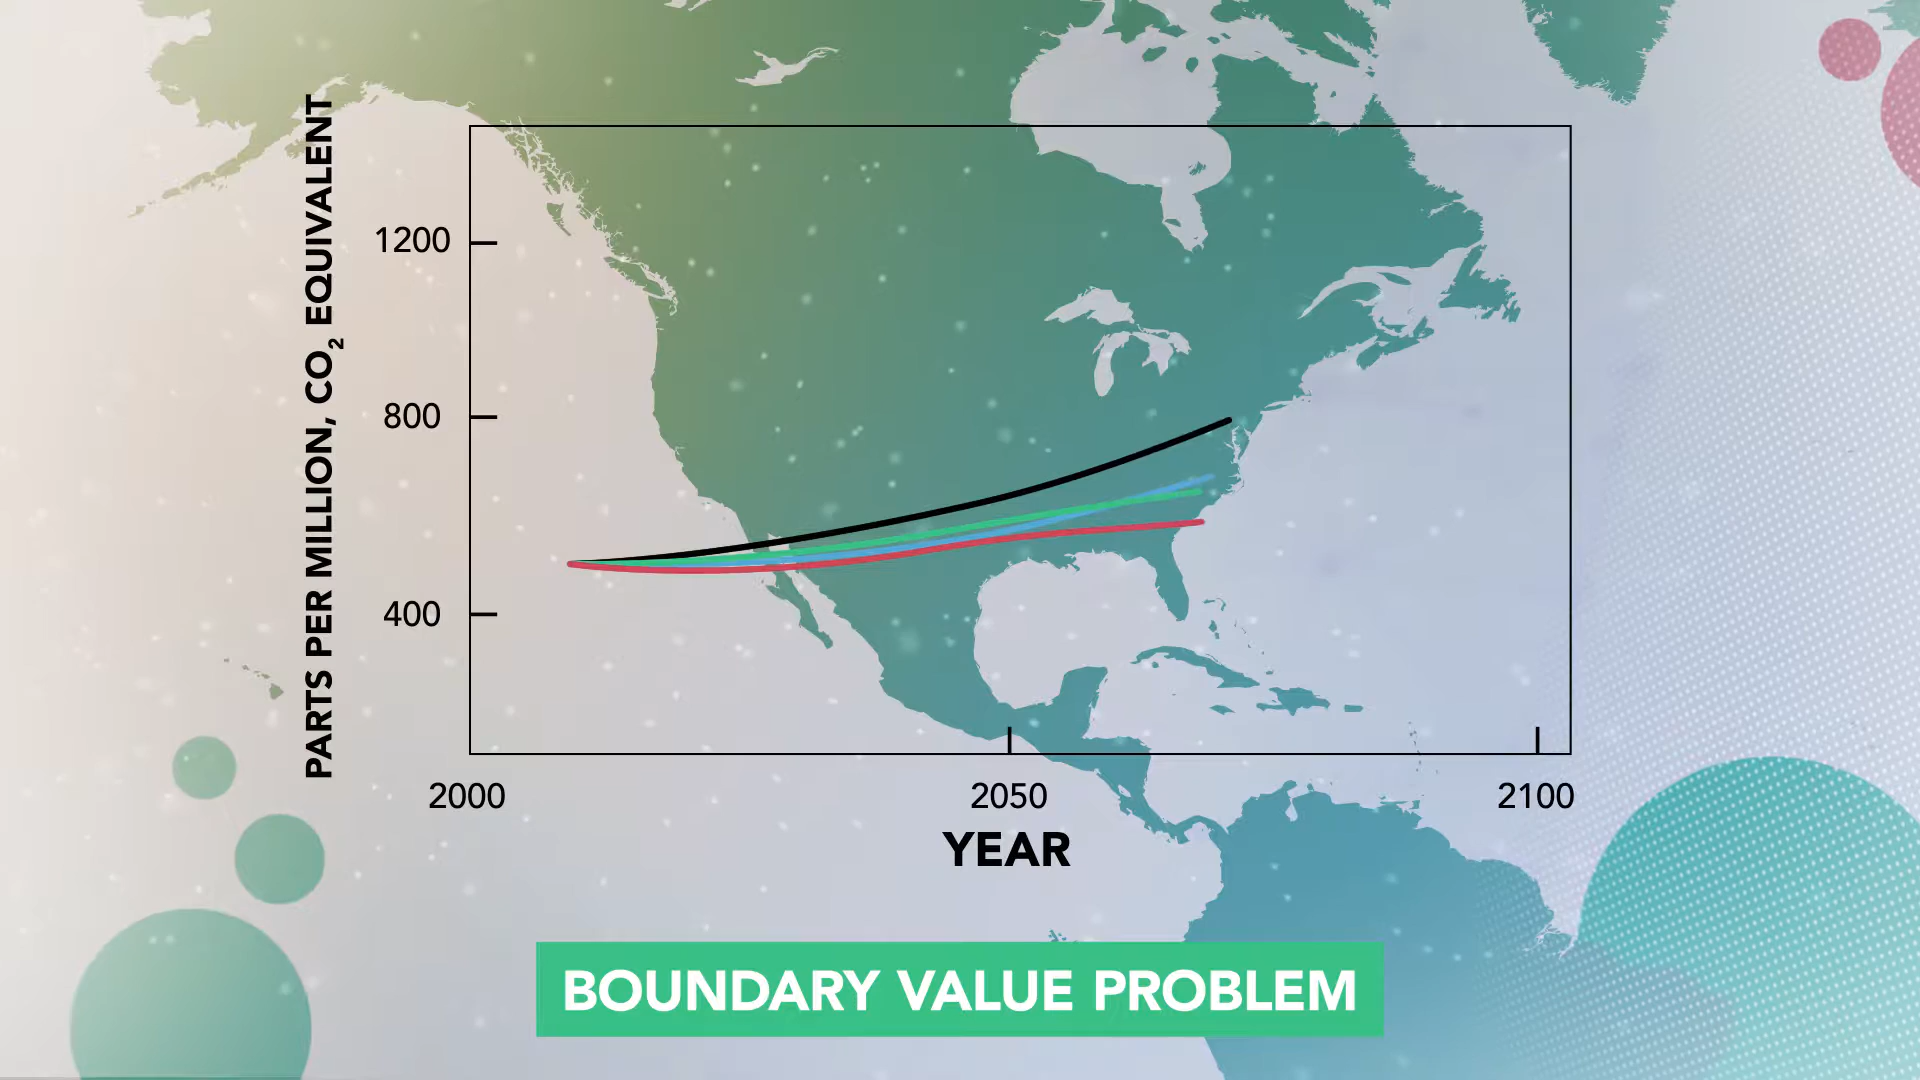 PARTS PER MILLION, CO₂ EQUIVALENT
1200
800
400
2000 2050 2100
YEAR
BOUNDARY VALUE PROBLEM